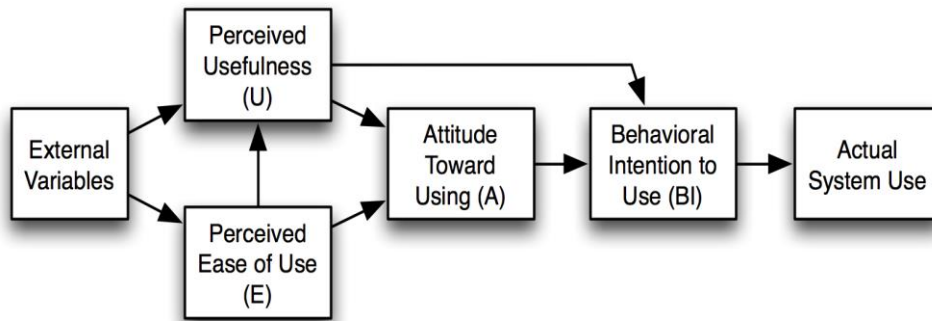 Perceived
Usefulness
(U)
External
Variables
Perceived
Ease of Use
(E)
Attitude
Toward
Using (A)
Behavioral
Intention to
Use (BI)
Actual
System Use